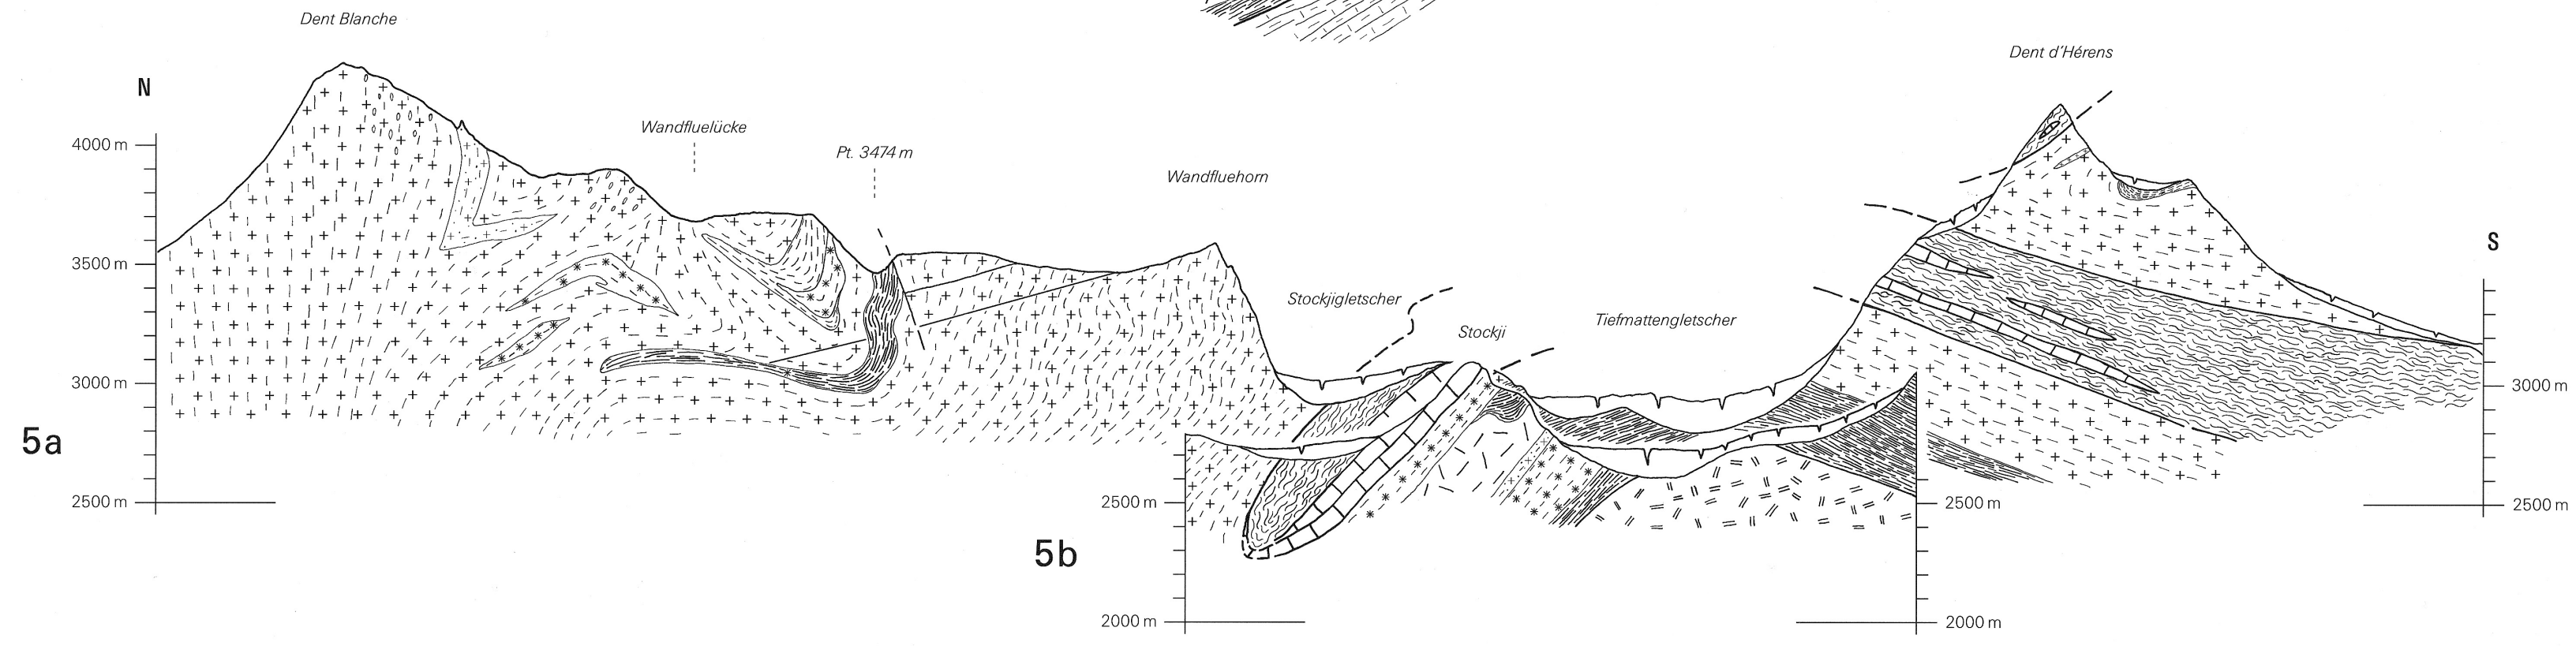 Dent Blanche
Dent d'Hérens
N
Wandfluelücke
4000 m
Pt. 3474 m
Wandfluehorn
S
3500 m
Stockjigletscher
Stockji
Tiefmattengletscher
3000 m
3000 m
5a
2500 m
2500 m
2500 m
2500 m
5b
2000 m
2000 m